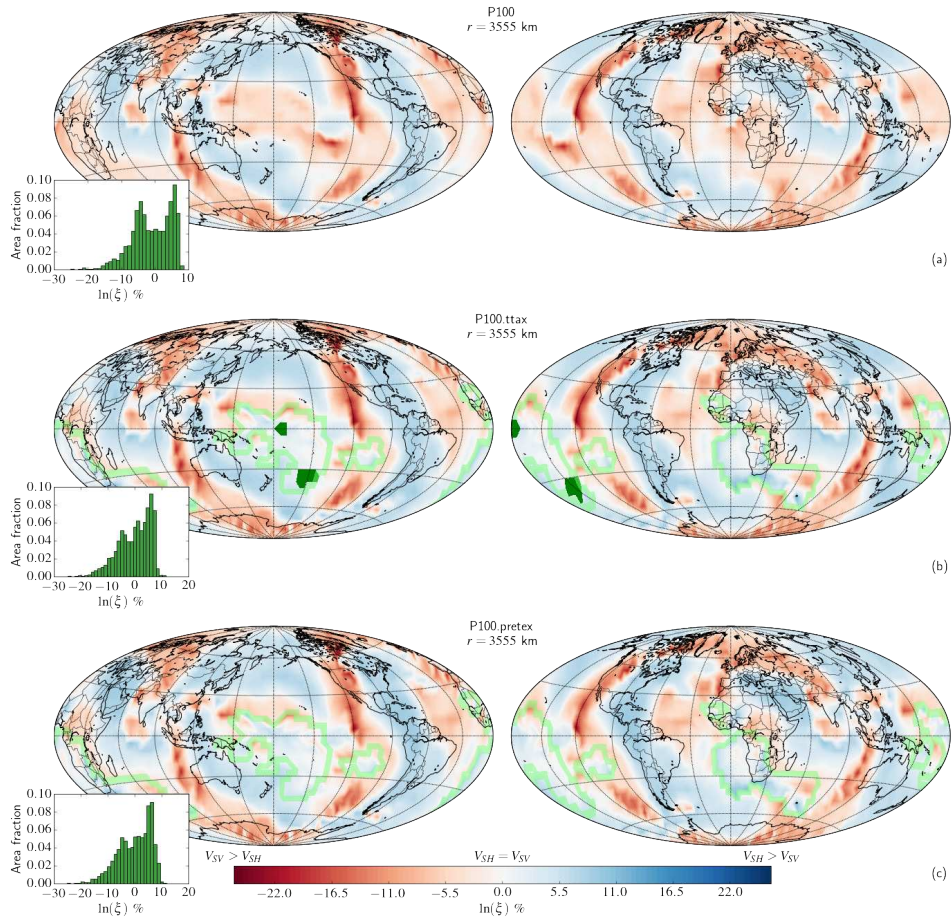 P100
r = 3555 km
0.10
0.08
0.06
0.04
0.02
0.00
Area fraction
−30 −20 −10 0 10
ln(ξ) %
(a)
P100.ttax
r = 3555 km
0.10
0.08
0.06
0.04
0.02
0.00
Area fraction
−30 −20 −10 0 10 20
ln(ξ) %
(b)
P100.pretex
r = 3555 km
0.10
0.08
0.06
0.04
0.02
0.00
Area fraction
−30 −20 −10 0 10 20
ln(ξ) %
V_SV > V_SH V_SH = V_SV V_SH > V_SV
−22.0 −16.5 −11.0 −5.5 0.0 5.5 11.0 16.5 22.0
ln(ξ) %
(c)